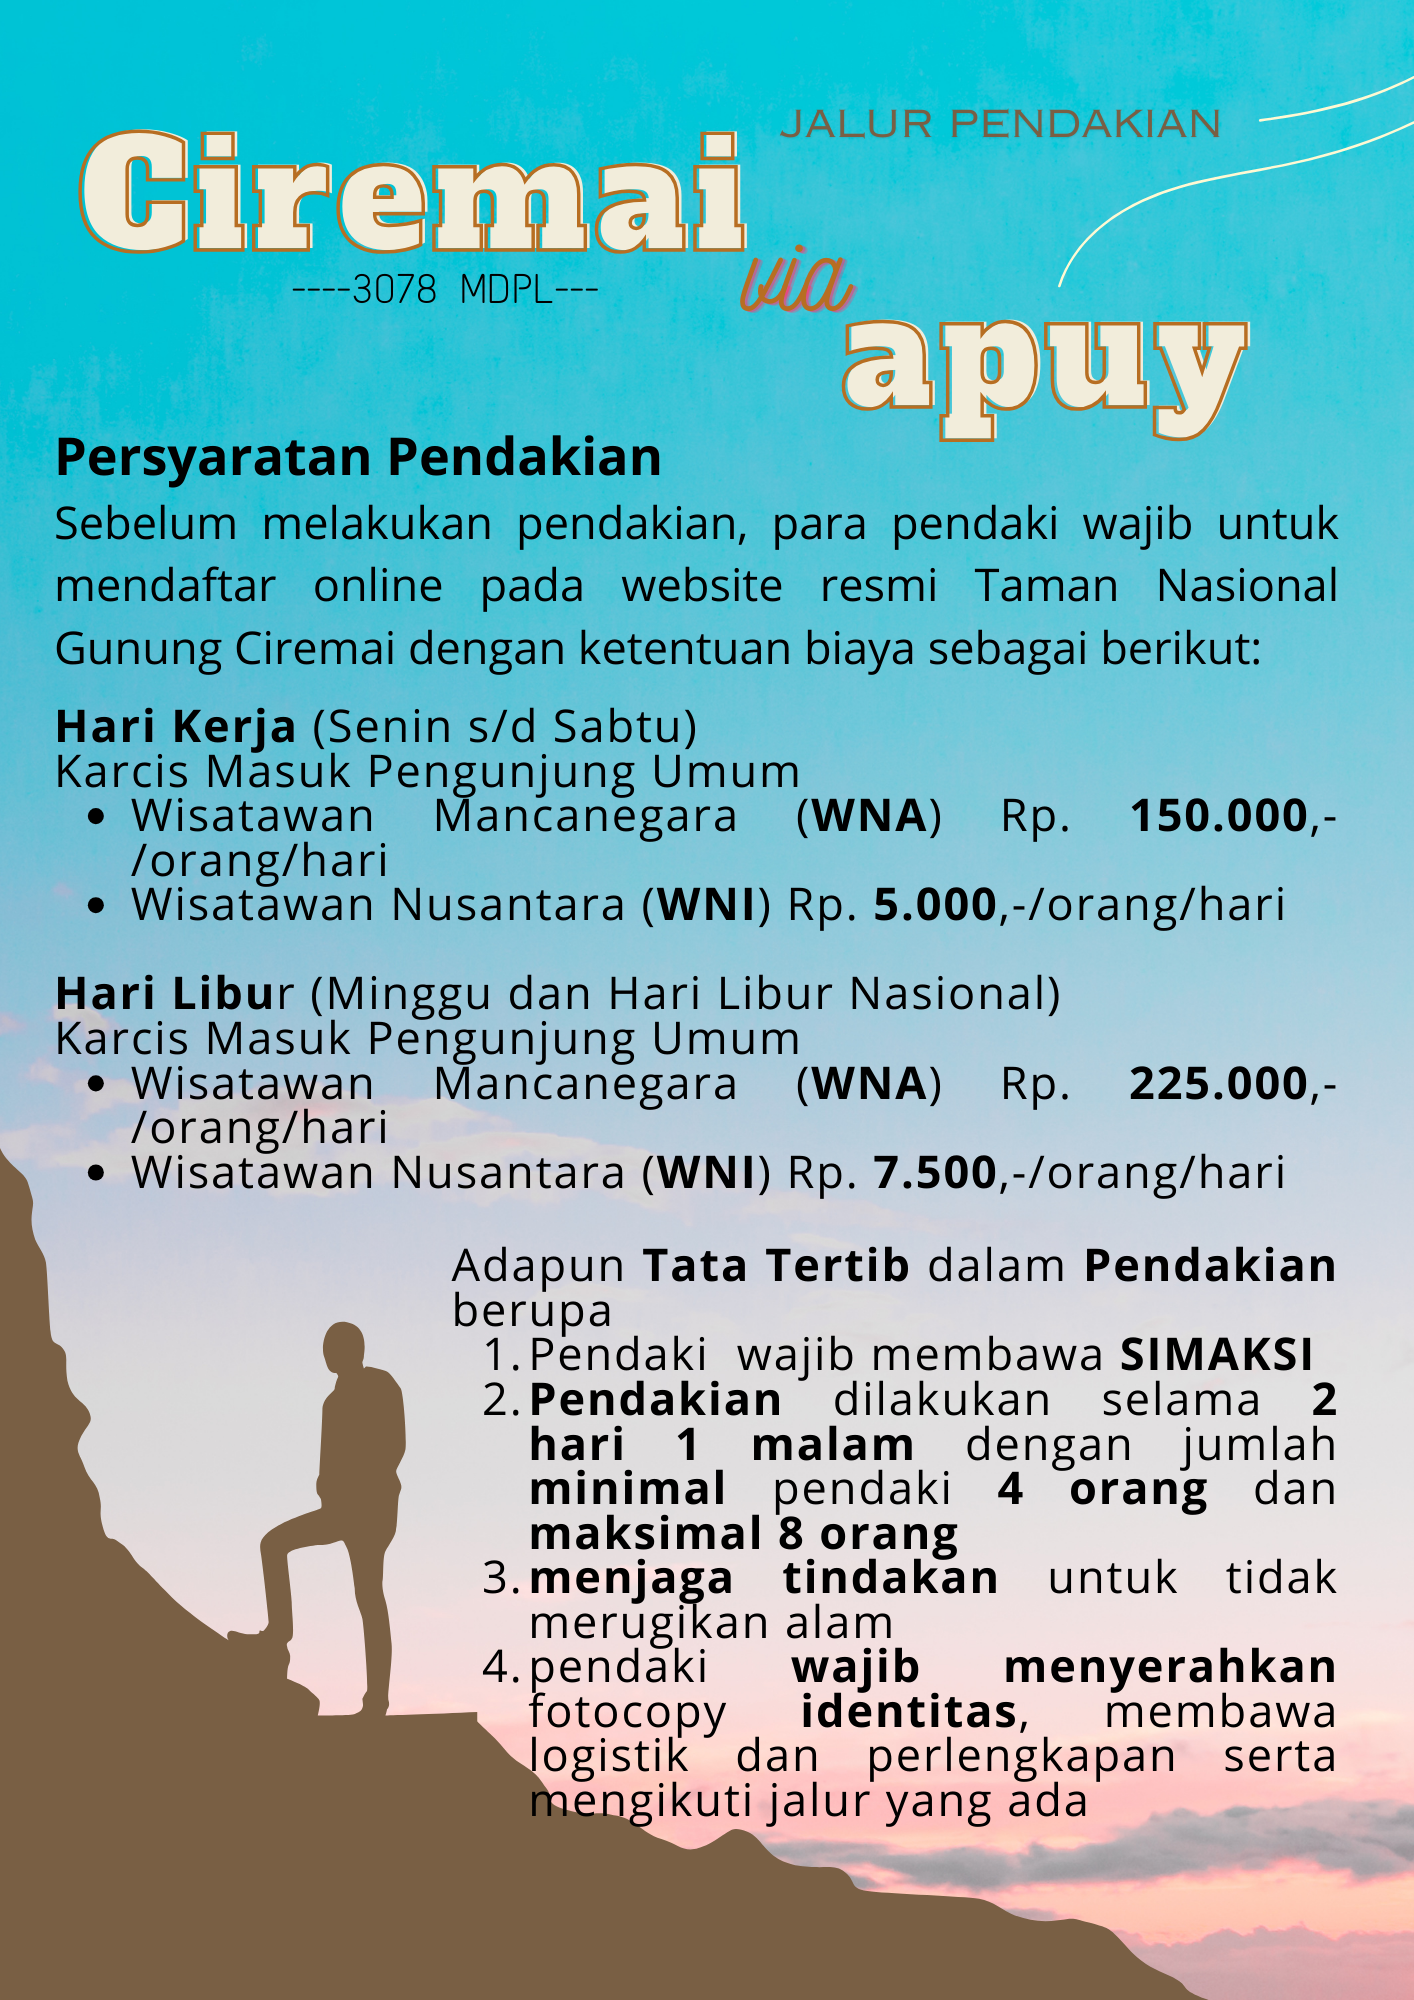 JALUR PENDAKIAN
Ciremai
----3078 MDPL---
via
apuy
Persyaratan Pendakian
Sebelum melakukan pendakian, para pendaki wajib untuk
mendaftar online pada website resmi Taman Nasional
Gunung Ciremai dengan ketentuan biaya sebagai berikut:
Hari Kerja (Senin s/d Sabtu)
Karcis Masuk Pengunjung Umum
• Wisatawan Mancanegara (WNA) Rp. 150.000,-
/orang/hari
• Wisatawan Nusantara (WNI) Rp. 5.000,-/orang/hari
Hari Libur (Minggu dan Hari Libur Nasional)
Karcis Masuk Pengunjung Umum
• Wisatawan Mancanegara (WNA) Rp. 225.000,-
/orang/hari
• Wisatawan Nusantara (WNI) Rp. 7.500,-/orang/hari
Adapun Tata Tertib dalam Pendakian
berupa
1. Pendaki wajib membawa SIMAKSI
2. Pendakian dilakukan selama 2
hari 1 malam dengan jumlah
minimal pendaki 4 orang dan
maksimal 8 orang
3. menjaga tindakan untuk tidak
merugikan alam
4. pendaki wajib menyerahkan
fotocopy identitas, membawa
logistik dan perlengkapan serta
mengikuti jalur yang ada